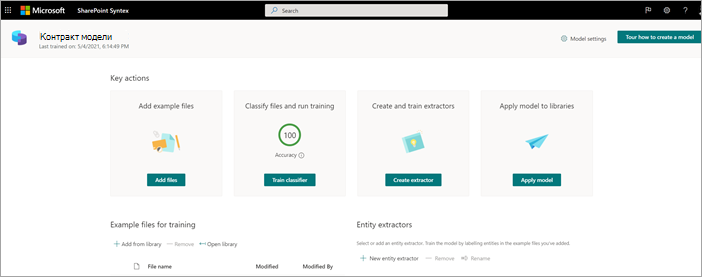 Microsoft SharePoint Syntex Search ?
Контракт модели
Last trained on: 5/4/2021, 6:14:49 PM
Model settings Tour how to create a model
Key actions
Add example files Classify files and run training Create and train extractors Apply model to libraries
100
Accuracy
Add files Train classifier Create extractor Apply model
Example files for training Entity extractors
Select or add an entity extractor. Train the model by labelling entities in the example files you've added.
+ Add from library — Remove Open library
+ New entity extractor — Remove Rename
File name Modified Modified By